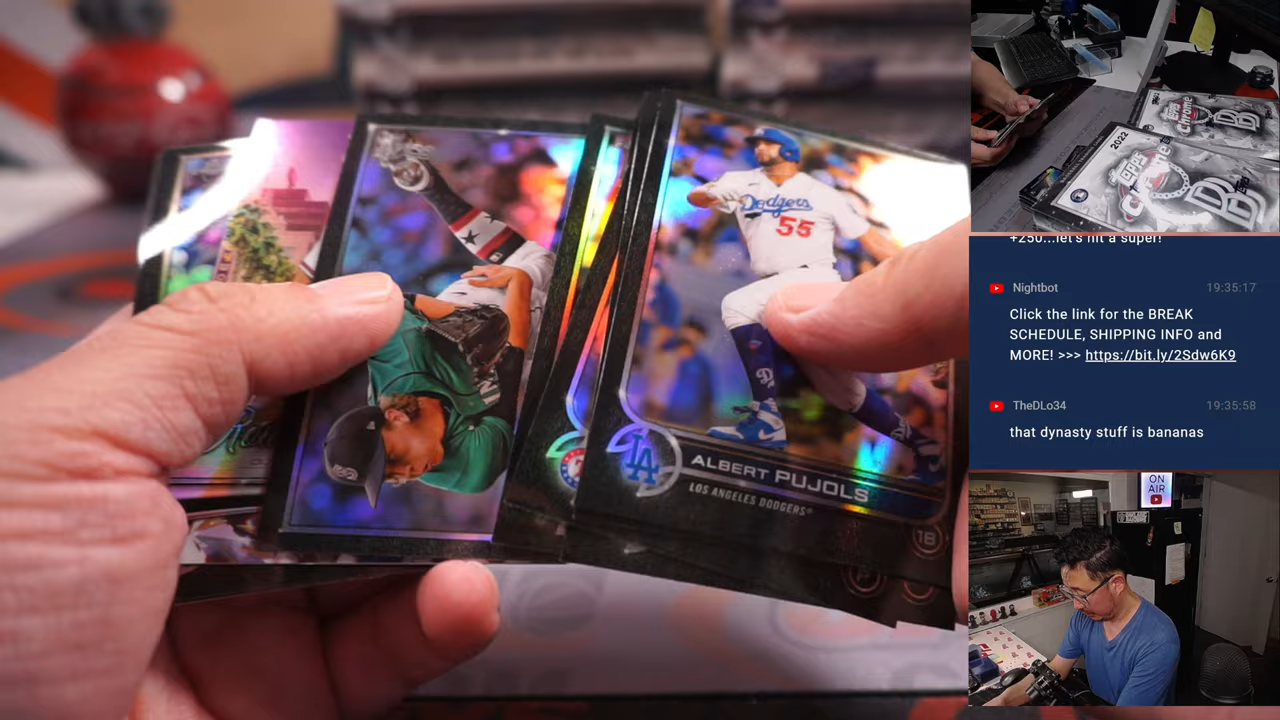 Dodgers
55
LA
ALBERT PUJOLS
LOS ANGELES DODGERS
1B
2022
TOPPS
Chrome
+250...let's hit a super!
Nightbot
19:35:17
Click the link for the BREAK
SCHEDULE, SHIPPING INFO and
MORE! >>> https://bit.ly/2Sdw6K9
TheDLo34
19:35:58
that dynasty stuff is bananas
ON
AIR